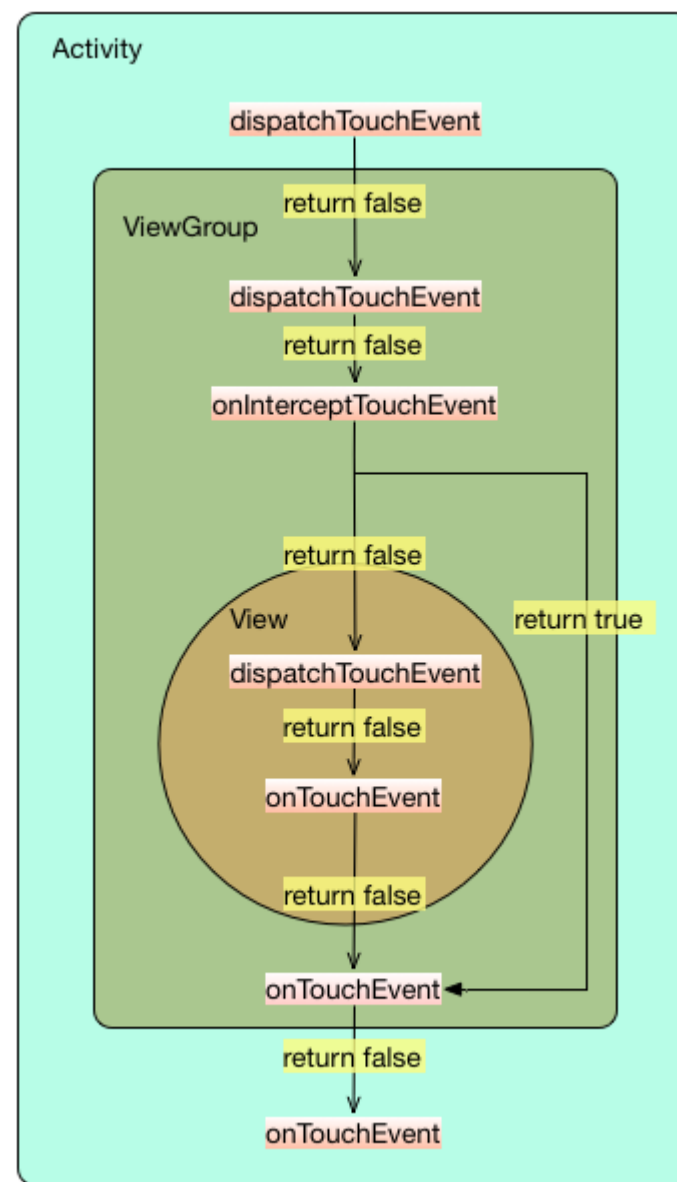 Activity
dispatchTouchEvent
return false
ViewGroup
dispatchTouchEvent
return false
onInterceptTouchEvent
return false
View
return true
dispatchTouchEvent
return false
onTouchEvent
return false
onTouchEvent
return false
onTouchEvent